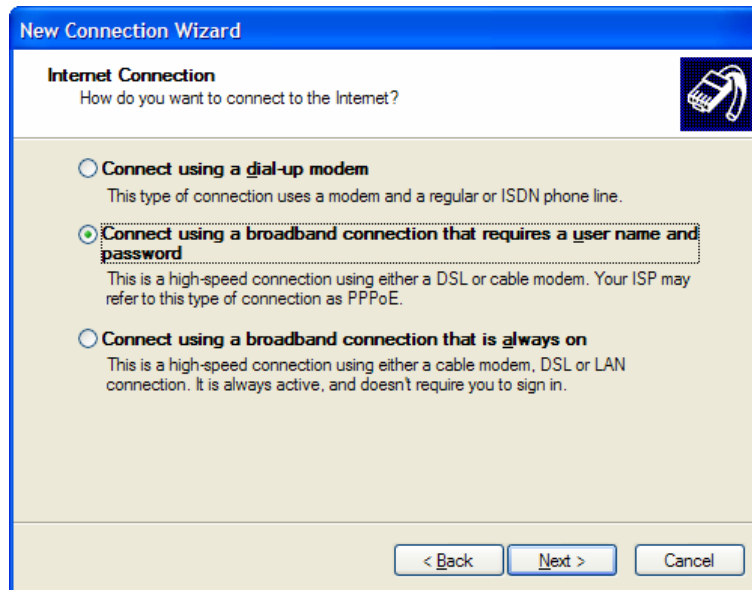 New Connection Wizard
Internet Connection
How do you want to connect to the Internet?
Connect using a dial-up modem
This type of connection uses a modem and a regular or ISDN phone line.
Connect using a broadband connection that requires a user name and
password
This is a high-speed connection using either a DSL or cable modem. Your ISP may
refer to this type of connection as PPPoE.
Connect using a broadband connection that is always on
This is a high-speed connection using either a cable modem, DSL or LAN
connection. It is always active, and doesn't require you to sign in.
< Back Next > Cancel